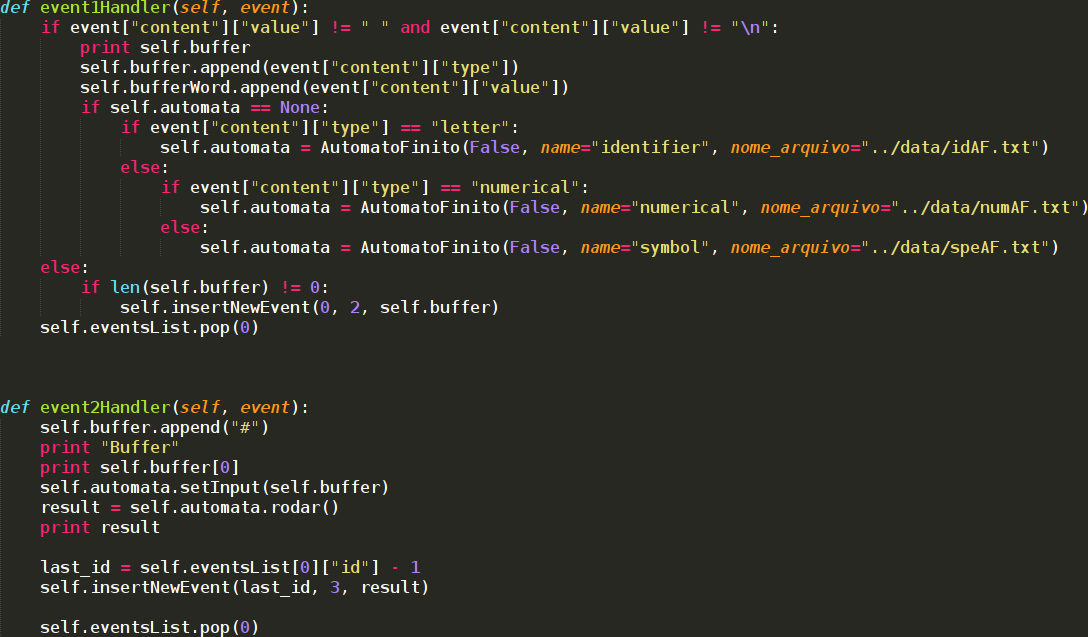 def event1Handler(self, event):
    if event["content"]["value"] != " " and event["content"]["value"] != "\n":
        print self.buffer
        self.buffer.append(event["content"]["type"])
        self.bufferWord.append(event["content"]["value"])
        if self.automata == None:
            if event["content"]["type"] == "letter":
                self.automata = AutomatoFinito(False, name="identifier", nome_arquivo="../data/idAF.txt")
            else:
                if event["content"]["type"] == "numerical":
                    self.automata = AutomatoFinito(False, name="numerical", nome_arquivo="../data/numAF.txt")
                else:
                    self.automata = AutomatoFinito(False, name="symbol", nome_arquivo="../data/speAF.txt")
    else:
        if len(self.buffer) != 0:
            self.insertNewEvent(0, 2, self.buffer)
    self.eventsList.pop(0)
def event2Handler(self, event):
    self.buffer.append("#")
    print "Buffer"
    print self.buffer[0]
    self.automata.setInput(self.buffer)
    result = self.automata.rodar()
    print result
    last_id = self.eventsList[0]["id"] - 1
    self.insertNewEvent(last_id, 3, result)
    self.eventsList.pop(0)